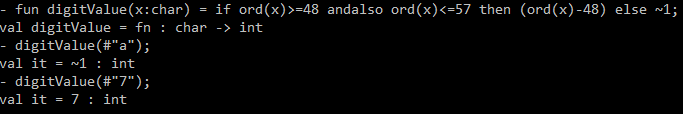 - fun digitValue(x:char) = if ord(x)>=48 andalso ord(x)<=57 then (ord(x)-48) else ~1;
val digitValue = fn : char -> int
- digitValue(#"a");
val it = ~1 : int
- digitValue(#"7");
val it = 7 : int